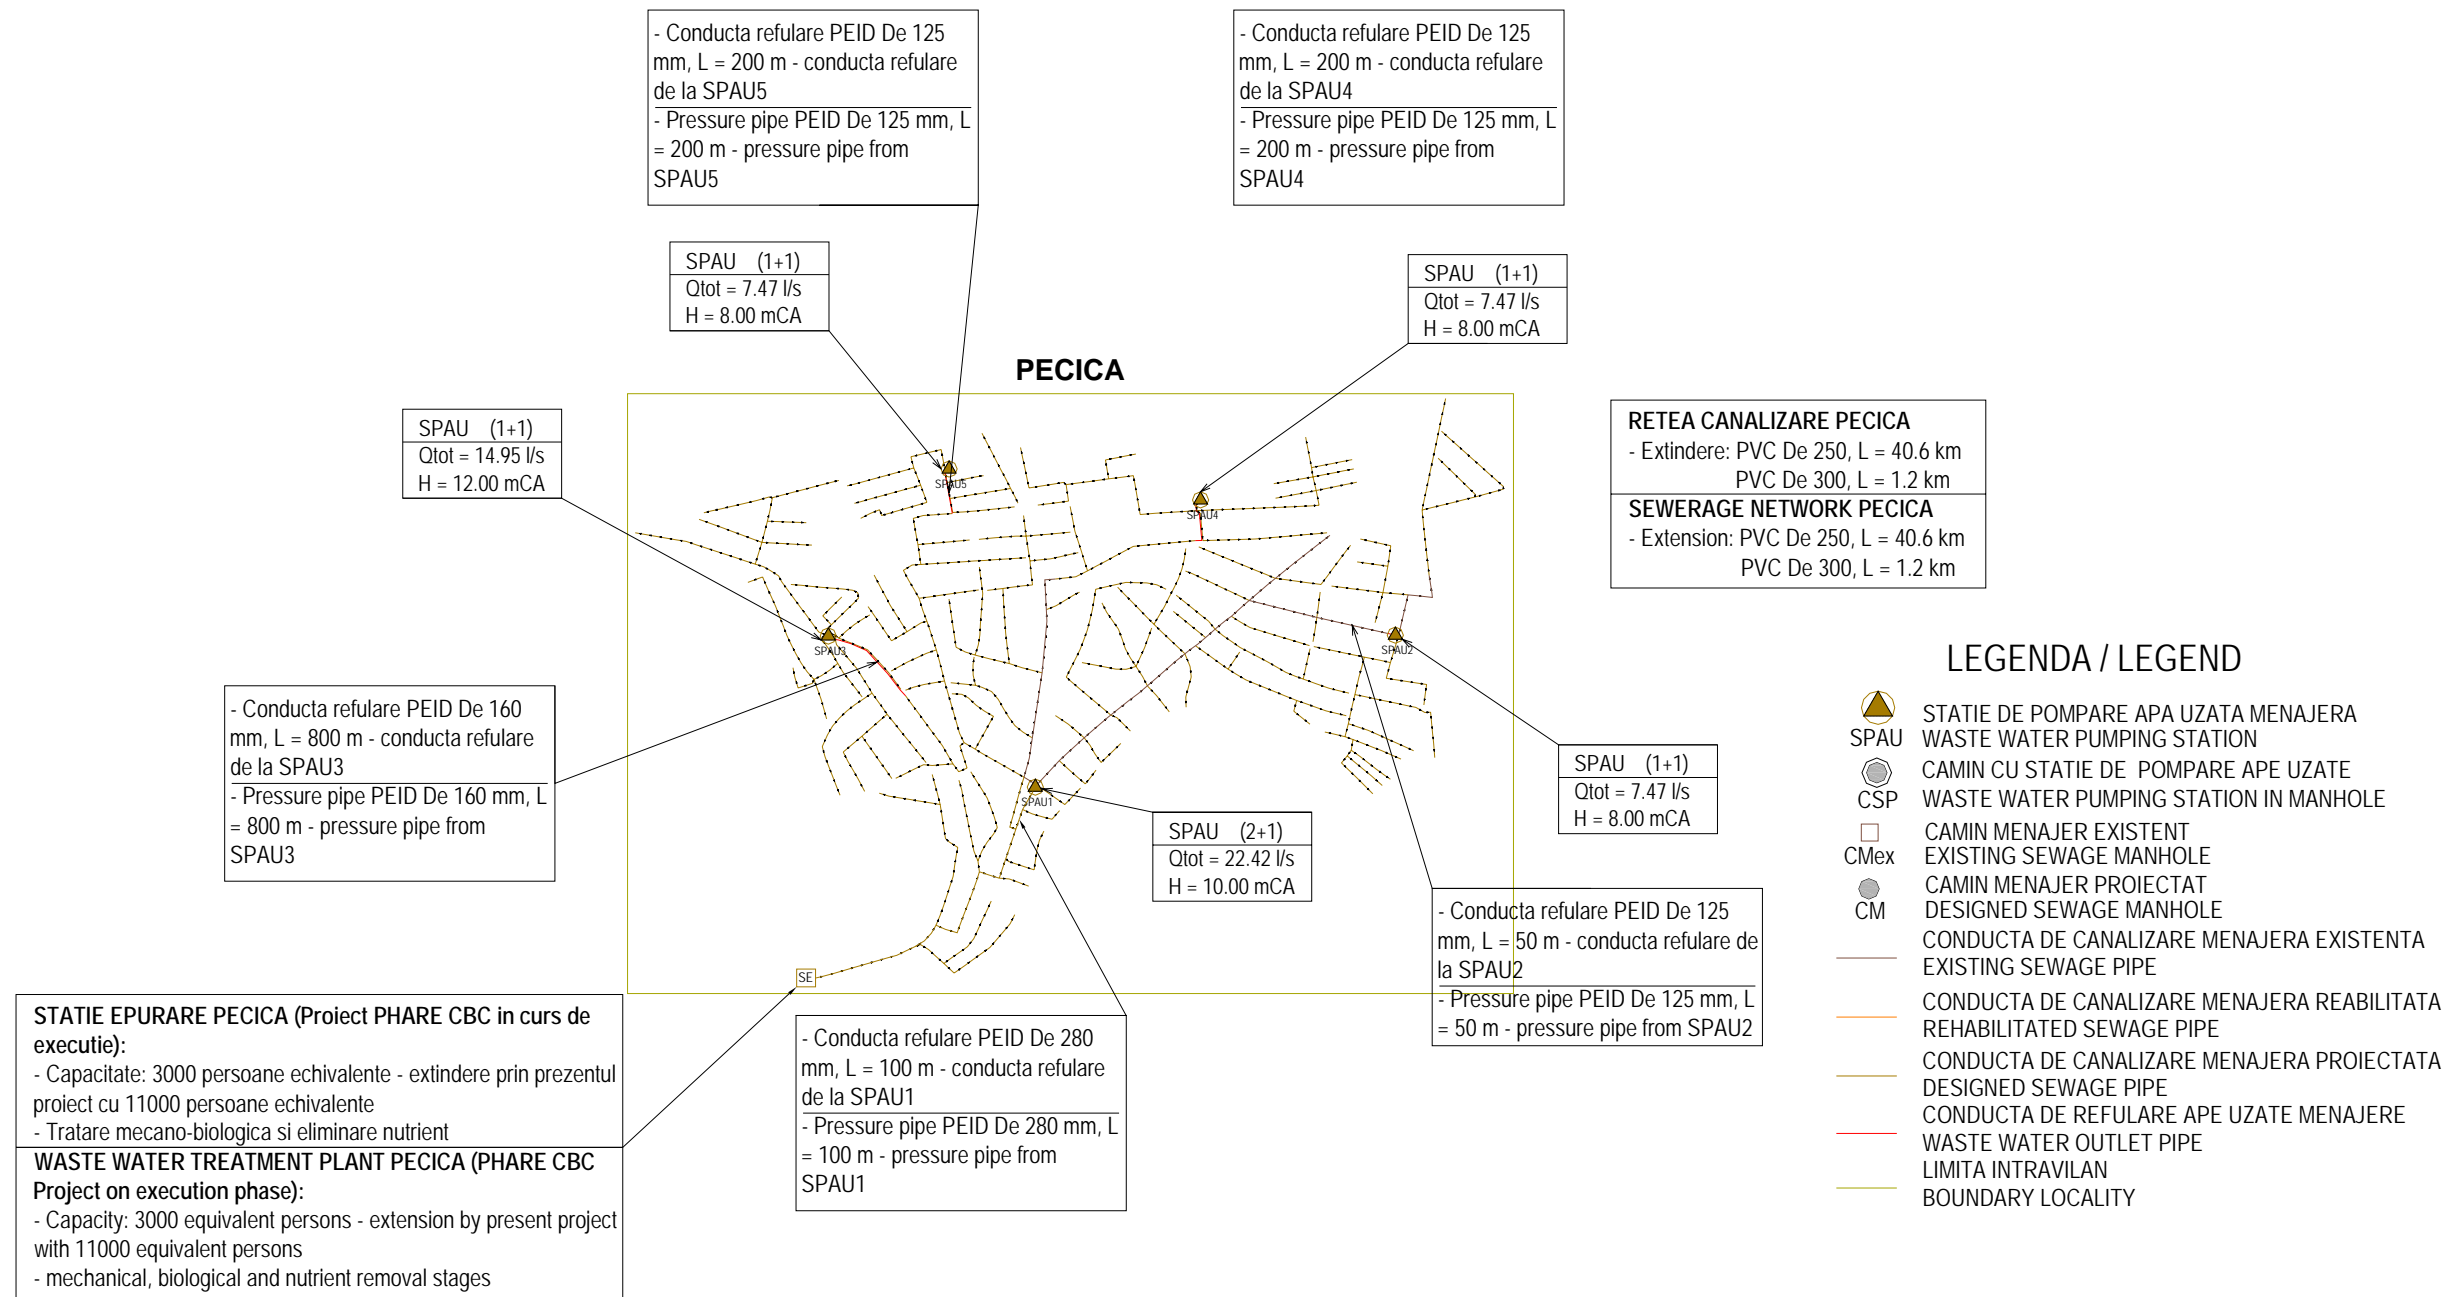 - Conducta refulare PEID De 125
mm, L = 200 m - conducta refulare
de la SPAU5
- Pressure pipe PEID De 125 mm, L
= 200 m - pressure pipe from
SPAU5
- Conducta refulare PEID De 125
mm, L = 200 m - conducta refulare
de la SPAU4
- Pressure pipe PEID De 125 mm, L
= 200 m - pressure pipe from
SPAU4
SPAU (1+1)
Qtot = 7.47 l/s
H = 8.00 mCA
SPAU (1+1)
Qtot = 7.47 l/s
H = 8.00 mCA
PECICA
SPAU (1+1)
Qtot = 14.95 l/s
H = 12.00 mCA
RETEA CANALIZARE PECICA
- Extindere: PVC De 250, L = 40.6 km
PVC De 300, L = 1.2 km
SEWERAGE NETWORK PECICA
- Extension: PVC De 250, L = 40.6 km
PVC De 300, L = 1.2 km
SPAU5
SPAU4
SPAU3
SPAU2
SPAU1
SE
- Conducta refulare PEID De 160
mm, L = 800 m - conducta refulare
de la SPAU3
- Pressure pipe PEID De 160 mm, L
= 800 m - pressure pipe from
SPAU3
SPAU (2+1)
Qtot = 22.42 l/s
H = 10.00 mCA
SPAU (1+1)
Qtot = 7.47 l/s
H = 8.00 mCA
- Conducta refulare PEID De 125
mm, L = 50 m - conducta refulare de
la SPAU2
- Pressure pipe PEID De 125 mm, L
= 50 m - pressure pipe from SPAU2
- Conducta refulare PEID De 280
mm, L = 100 m - conducta refulare
de la SPAU1
- Pressure pipe PEID De 280 mm, L
= 100 m - pressure pipe from
SPAU1
STATIE EPURARE PECICA (Proiect PHARE CBC in curs de
executie):
- Capacitate: 3000 persoane echivalente - extindere prin prezentul
proiect cu 11000 persoane echivalente
- Tratare mecano-biologica si eliminare nutrient
WASTE WATER TREATMENT PLANT PECICA (PHARE CBC
Project on execution phase):
- Capacity: 3000 equivalent persons - extension by present project
with 11000 equivalent persons
- mechanical, biological and nutrient removal stages
LEGENDA / LEGEND
STATIE DE POMPARE APA UZATA MENAJERA
SPAU WASTE WATER PUMPING STATION
CAMIN CU STATIE DE POMPARE APE UZATE
CSP WASTE WATER PUMPING STATION IN MANHOLE
CAMIN MENAJER EXISTENT
CMex EXISTING SEWAGE MANHOLE
CAMIN MENAJER PROIECTAT
CM DESIGNED SEWAGE MANHOLE
CONDUCTA DE CANALIZARE MENAJERA EXISTENTA
EXISTING SEWAGE PIPE
CONDUCTA DE CANALIZARE MENAJERA REABILITATA
REHABILITATED SEWAGE PIPE
CONDUCTA DE CANALIZARE MENAJERA PROIECTATA
DESIGNED SEWAGE PIPE
CONDUCTA DE REFULARE APE UZATE MENAJERE
WASTE WATER OUTLET PIPE
LIMITA INTRAVILAN
BOUNDARY LOCALITY